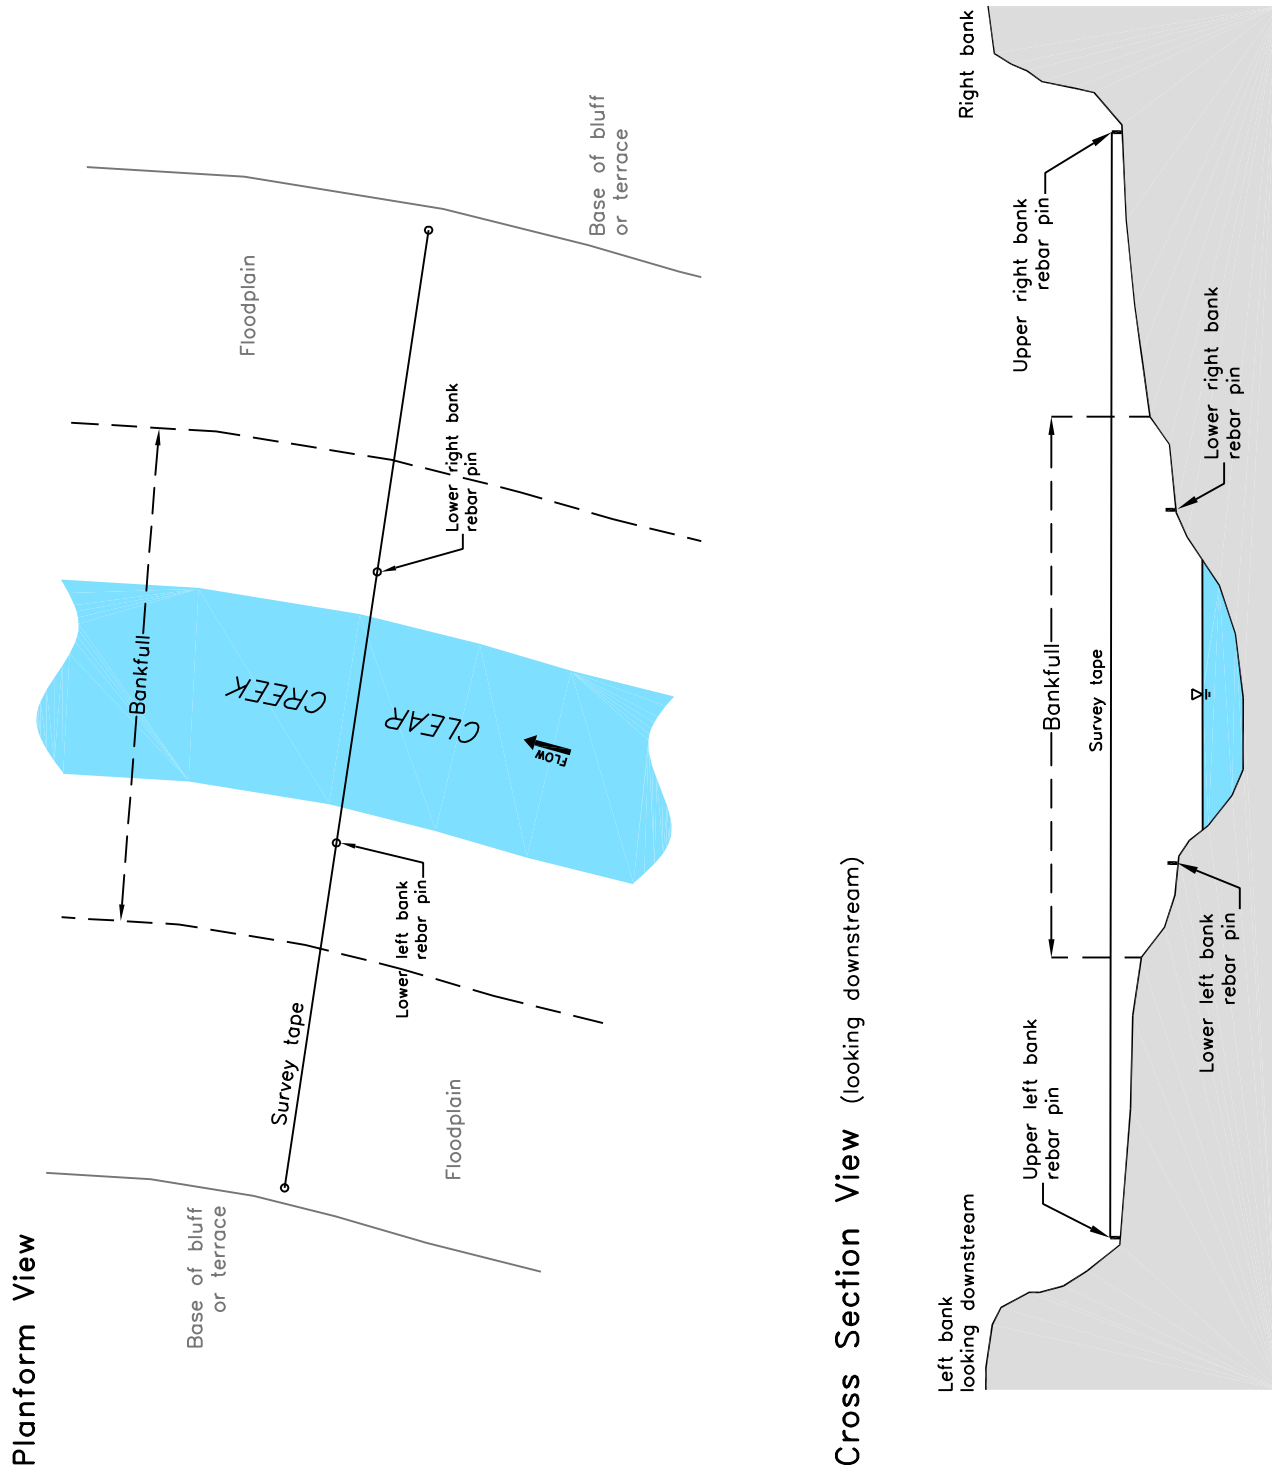 Planform View
Base of bluff
or terrace
Survey tape
Floodplain
Lower left bank
rebar pin
Bankfull
CLEAR
CREEK
FLOW
Lower right bank
rebar pin
Floodplain
Base of bluff
or terrace
Cross Section View (looking downstream)
Left bank
looking downstream
Upper left bank
rebar pin
Lower left bank
rebar pin
Bankfull
Survey tape
Lower right bank
rebar pin
Upper right bank
rebar pin
Right bank